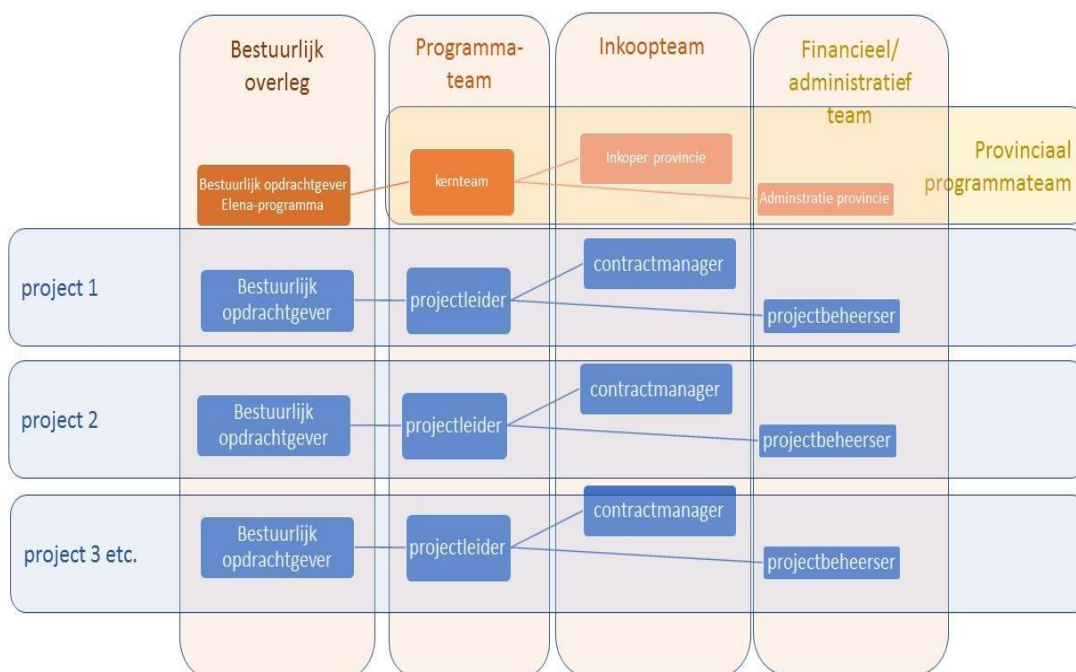 Bestuurlijk
overleg
Programma-
team
Inkoopteam
Financieel/
administratief
team
Provinciaal
programmateam
Bestuurlijk opdrachtgever
Elena-programma
kernteam
Inkoper provincie
Adminstratie provincie
project 1
Bestuurlijk
opdrachtgever
projectleider
contractmanager
projectbeheerser
project 2
Bestuurlijk
opdrachtgever
projectleider
contractmanager
projectbeheerser
project 3 etc.
Bestuurlijk
opdrachtgever
projectleider
contractmanager
projectbeheerser